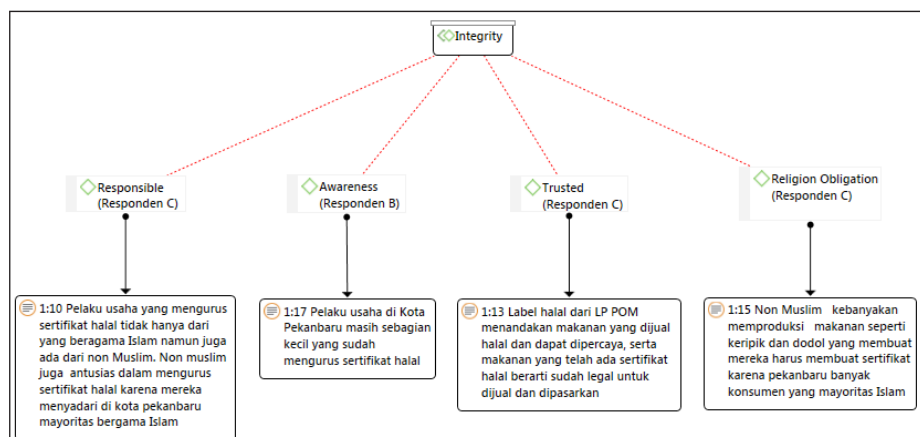 Integrity
Responsible
(Responden C)
Awareness
(Responden B)
Trusted
(Responden C)
Religion Obligation
(Responden C)
1:10 Pelaku usaha yang mengurus
sertifikat halal tidak hanya dari
yang beragama Islam namun juga
ada dari non Muslim. Non muslim
juga antusias dalam mengurus
sertifikat halal karena mereka
menyadari di kota pekanbaru
mayoritas bergama Islam
1:17 Pelaku usaha di Kota
Pekanbaru masih sebagian
kecil yang sudah
mengurus sertifikat halal
1:13 Label halal dari LP POM
menandakan makanan yang dijual
halal dan dapat dipercaya, serta
makanan yang telah ada sertifikat
halal berarti sudah legal untuk
dijual dan dipasarkan
1:15 Non Muslim kebanyakan
memproduksi makanan seperti
keripik dan dodol yang membuat
mereka harus membuat sertifikat
karena pekanbaru banyak
konsumen yang mayoritas Islam